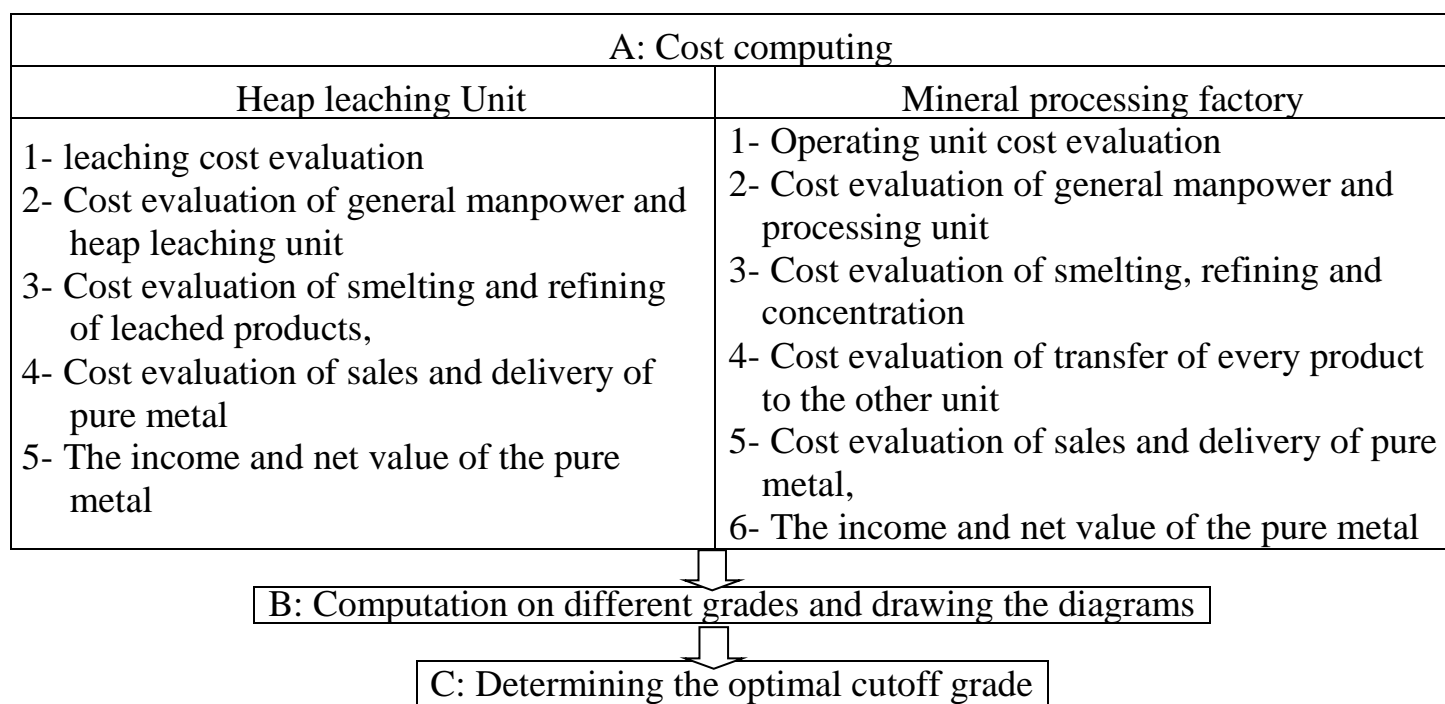 A: Cost computing
Heap leaching Unit
Mineral processing factory
1- leaching cost evaluation
2- Cost evaluation of general manpower and
heap leaching unit
3- Cost evaluation of smelting and refining
of leached products,
4- Cost evaluation of sales and delivery of
pure metal
5- The income and net value of the pure
metal
1- Operating unit cost evaluation
2- Cost evaluation of general manpower and
processing unit
3- Cost evaluation of smelting, refining and
concentration
4- Cost evaluation of transfer of every product
to the other unit
5- Cost evaluation of sales and delivery of pure
metal,
6- The income and net value of the pure metal
B: Computation on different grades and drawing the diagrams
C: Determining the optimal cutoff grade